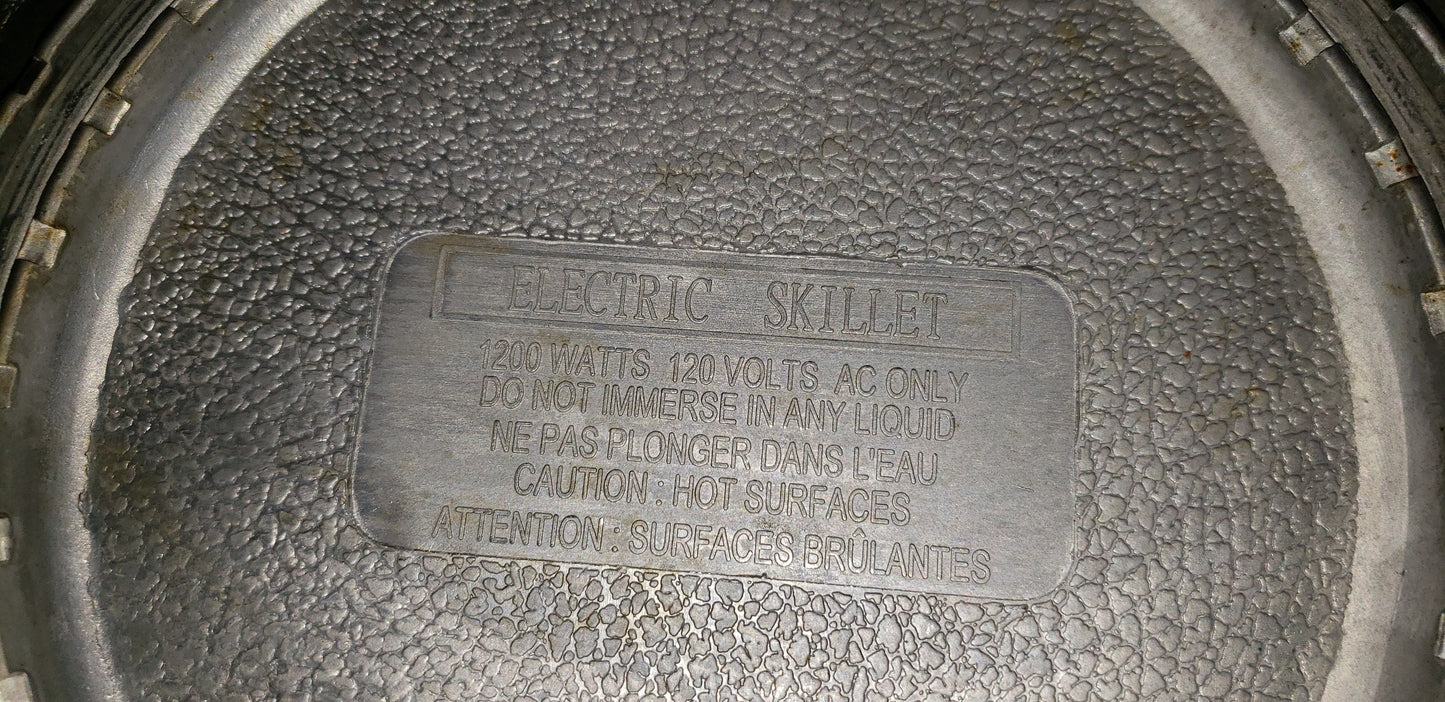 ELECTRIC SKILLET
1200 WATTS 120 VOLTS AC ONLY
DO NOT IMMERSE IN ANY LIQUID
NE PAS PLONGER DANS L'EAU
CAUTION : HOT SURFACES
ATTENTION : SURFACES BRÛLANTES